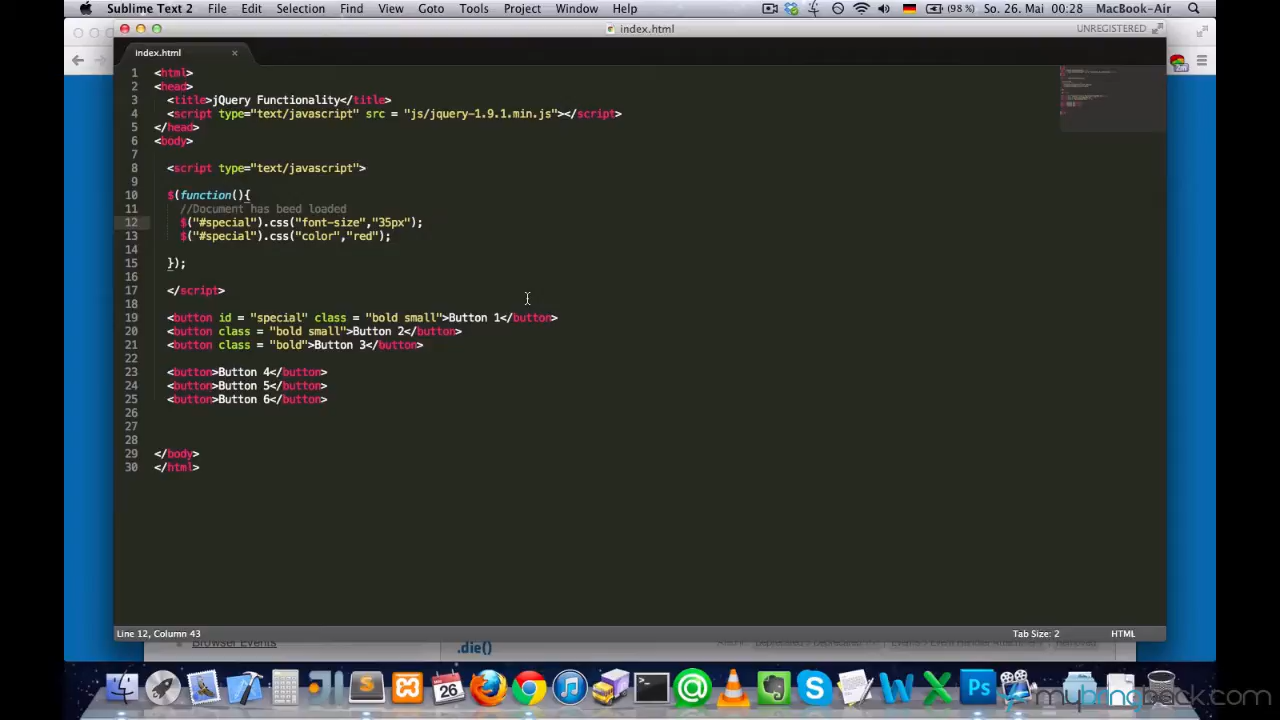 Sublime Text 2 File Edit Selection Find View Goto Tools Project Window Help (98 %) So. 26. Mai 00:28 MacBook-Air
index.html UNREGISTERED
index.html
1 <html>
2 <head>
3 <title>jQuery Functionality</title>
4 <script type="text/javascript" src = "js/jquery-1.9.1.min.js"></script>
5 </head>
6 <body>
7
8 <script type="text/javascript">
9
10 $(function(){
11 //Document has beed loaded
12 $("#special").css("font-size","35px");
13 $("#special").css("color","red");
14
15 });
16
17 </script>
18
19 <button id = "special" class = "bold small">Button 1</button>
20 <button class = "bold small">Button 2</button>
21 <button class = "bold">Button 3</button>
22
23 <button>Button 4</button>
24 <button>Button 5</button>
25 <button>Button 6</button>
26
27
28
29 </body>
30 </html>
Line 12, Column 43 Tab Size: 2 HTML
Browser Events
.die()
26
Ps
mybringback.com